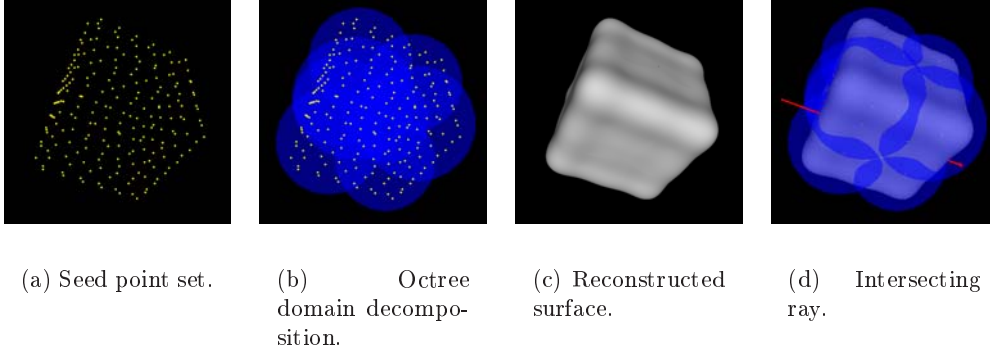 (a) Seed point set.
(b) Octree
domain decompo-
sition.
(c) Reconstructed
surface.
(d) Intersecting
ray.